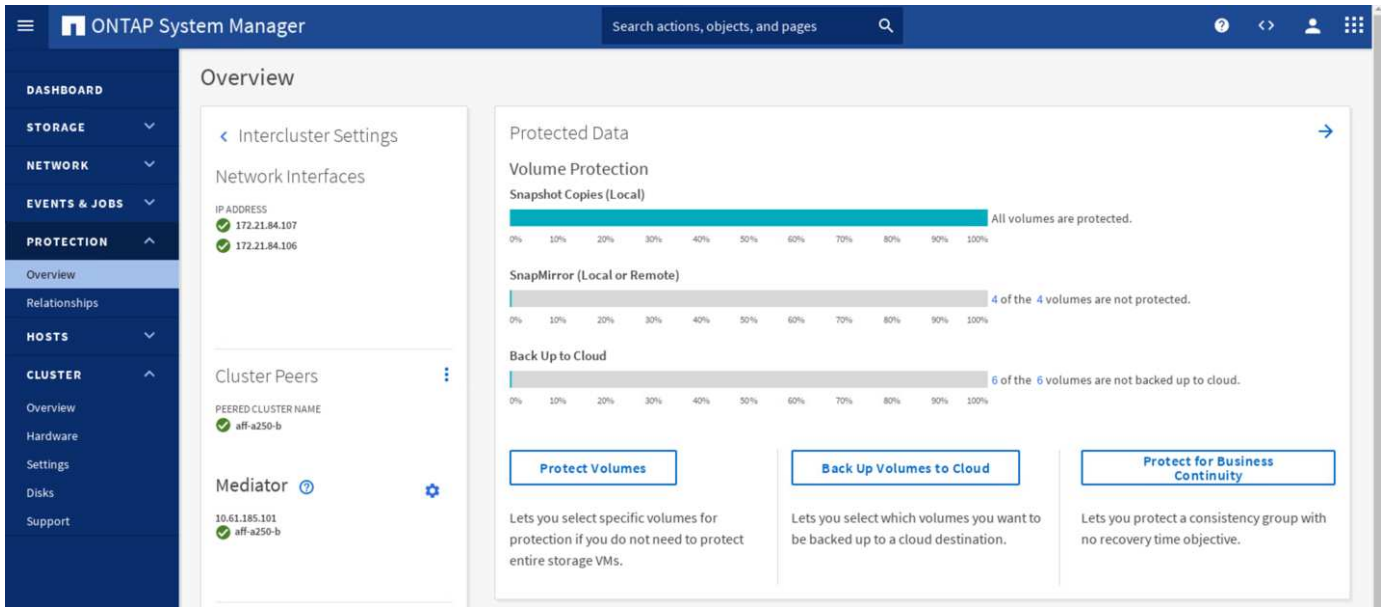 ONTAP System Manager
Search actions, objects, and pages
DASHBOARD
STORAGE
NETWORK
EVENTS & JOBS
PROTECTION
Overview
Relationships
HOSTS
CLUSTER
Overview
Hardware
Settings
Disks
Support
Overview
Intercluster Settings
Network Interfaces
IP ADDRESS
172.21.84.107
172.21.84.106
Cluster Peers
PEERED CLUSTER NAME
aff-a250-b
Mediator
10.61.185.101
aff-a250-b
Protected Data
Volume Protection
Snapshot Copies (Local)
All volumes are protected.
0% 10% 20% 30% 40% 50% 60% 70% 80% 90% 100%
SnapMirror (Local or Remote)
4 of the 4 volumes are not protected.
0% 10% 20% 30% 40% 50% 60% 70% 80% 90% 100%
Back Up to Cloud
6 of the 6 volumes are not backed up to cloud.
0% 10% 20% 30% 40% 50% 60% 70% 80% 90% 100%
Protect Volumes
Lets you select specific volumes for
protection if you do not need to protect
entire storage VMs.
Back Up Volumes to Cloud
Lets you select which volumes you want to
be backed up to a cloud destination.
Protect for Business
Continuity
Lets you protect a consistency group with
no recovery time objective.